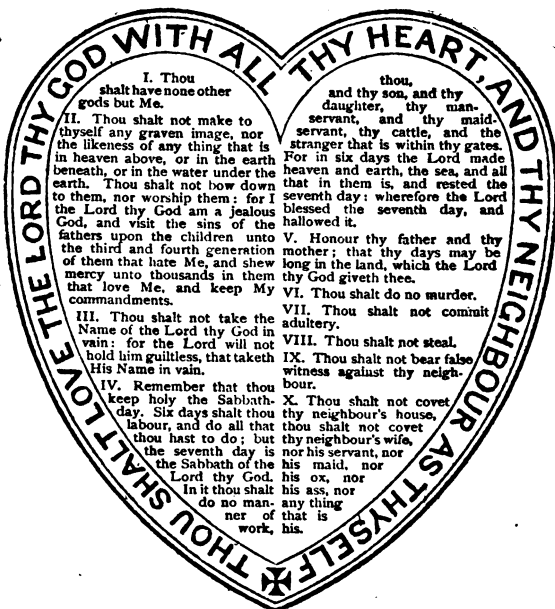 THOU SHALT LOVE THE LORD THY GOD WITH ALL THY HEART, AND THY NEIGHBOUR AS THYSELF
I. Thou
shalt have none other
gods but Me.
II. Thou shalt not make to
thyself any graven image, nor
the likeness of any thing that is
in heaven above, or in the earth
beneath, or in the water under the
earth. Thou shalt not bow down
to them, nor worship them: for I
the Lord thy God am a jealous
God, and visit the sins of the
fathers upon the children unto
the third and fourth generation
of them that hate Me, and shew
mercy unto thousands in them
that love Me, and keep My
commandments.
III. Thou shalt not take the
Name of the Lord thy God in
vain: for the Lord will not
hold him guiltless, that taketh
His Name in vain.
IV. Remember that thou
keep holy the Sabbath-
day. Six days shalt thou
labour, and do all that
thou hast to do; but
the seventh day is
the Sabbath of the
Lord thy God.
In it thou shalt
do no man-
ner of
work,
thou,
and thy son, and thy
daughter, thy man-
servant, and thy maid-
servant, thy cattle, and the
stranger that is within thy gates.
For in six days the Lord made
heaven and earth, the sea, and all
that in them is, and rested the
seventh day: wherefore the Lord
blessed the seventh day, and
hallowed it.
V. Honour thy father and thy
mother; that thy days may be
long in the land, which the Lord
thy God giveth thee.
VI. Thou shalt do no murder.
VII. Thou shalt not commit
adultery.
VIII. Thou shalt not steal.
IX. Thou shalt not bear false
witness against thy neigh-
bour.
X. Thou shalt not covet
thy neighbour's house,
thou shalt not covet
thy neighbour's wife,
nor his servant, nor
his maid, nor
his ox, nor
his ass, nor
any thing
that is
his.